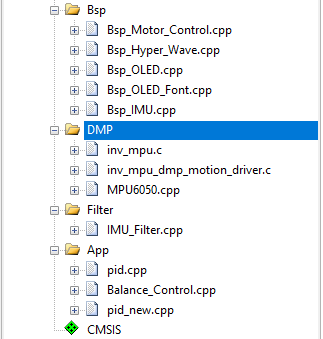 Bsp
Bsp_Motor_Control.cpp
Bsp_Hyper_Wave.cpp
Bsp_OLED.cpp
Bsp_OLED_Font.cpp
Bsp_IMU.cpp
DMP
inv_mpu.c
inv_mpu_dmp_motion_driver.c
MPU6050.cpp
Filter
IMU_Filter.cpp
App
pid.cpp
Balance_Control.cpp
pid_new.cpp
CMSIS